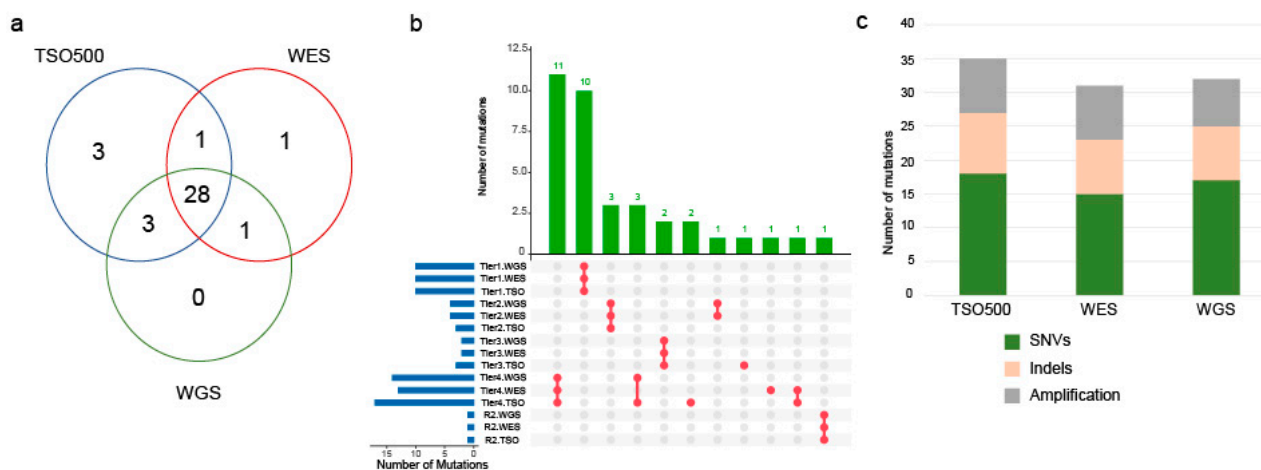 a
TSO500
WES
3
1
1
28
3
1
0
WGS
b
Number of mutations
12.5
10.0
7.5
5.0
2.5
0
11
10
3
3
2
2
1
1
1
1
1
Tier1.WGS
Tier1.WES
Tier1.TSO
Tier2.WGS
Tier2.WES
Tier2.TSO
Tier3.WGS
Tier3.WES
Tier3.TSO
Tier4.WGS
Tier4.WES
Tier4.TSO
R2.WGS
R2.WES
R2.TSO
15 10 5 0
Number of Mutations
c
Number of mutations
40
35
30
25
20
15
10
5
0
TSO500 WES WGS
SNVs
Indels
Amplification